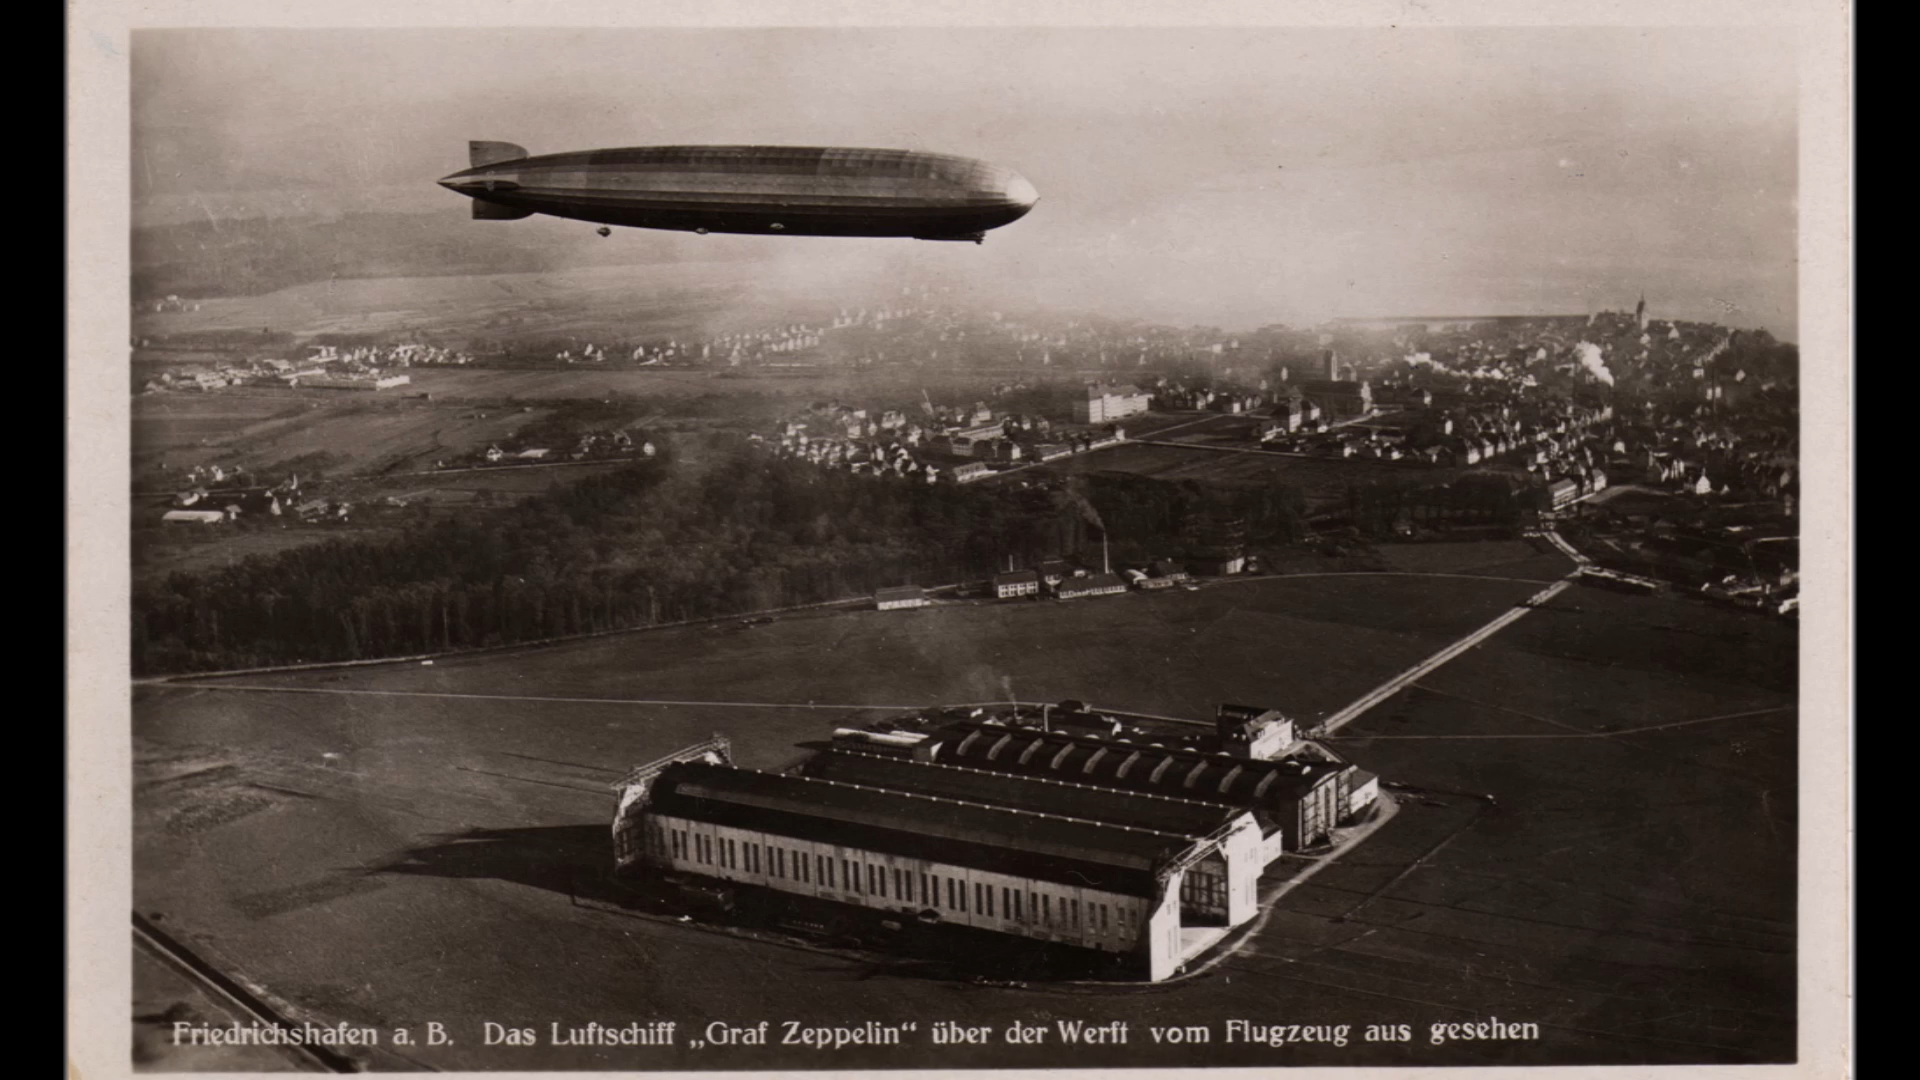 Friedrichshafen a. B. Das Luftschiff „Graf Zeppelin“ über der Werft vom Flugzeug aus gesehen